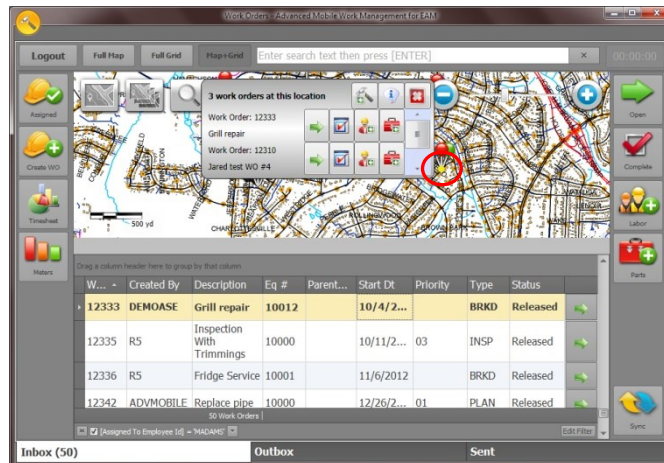 Work Orders - Advanced Mobile Work Management for EAM
Logout
Full Map
Full Grid
Map+Grid
Enter search text then press [ENTER]
×
00:00:00
Assigned
Create WO
Timesheet
Meters
3 work orders at this location
Work Order: 12333
Grill repair
Work Order: 12310
Jared test WO #4
500 yd
Open
Complete
Labor
Parts
Sync
Drag a column header here to group by that column
W... Created By Description Eq # Parent... Start Dt Priority Type Status
12333 DEMOASE Grill repair 10012 10/4/2... BRKD Released
12335 R5 Inspection With Trimmings 10000 10/11/2... 03 INSP Released
12336 R5 Fridge Service 10001 11/6/2012 BRKD Released
12342 ADVMOBILE Replace pipe 10000 12/26/2... 01 PLAN Released
50 Work Orders
[Assigned To Employee Id] = 'MADAMS'
Edit Filter
Inbox (50)
Outbox
Sent